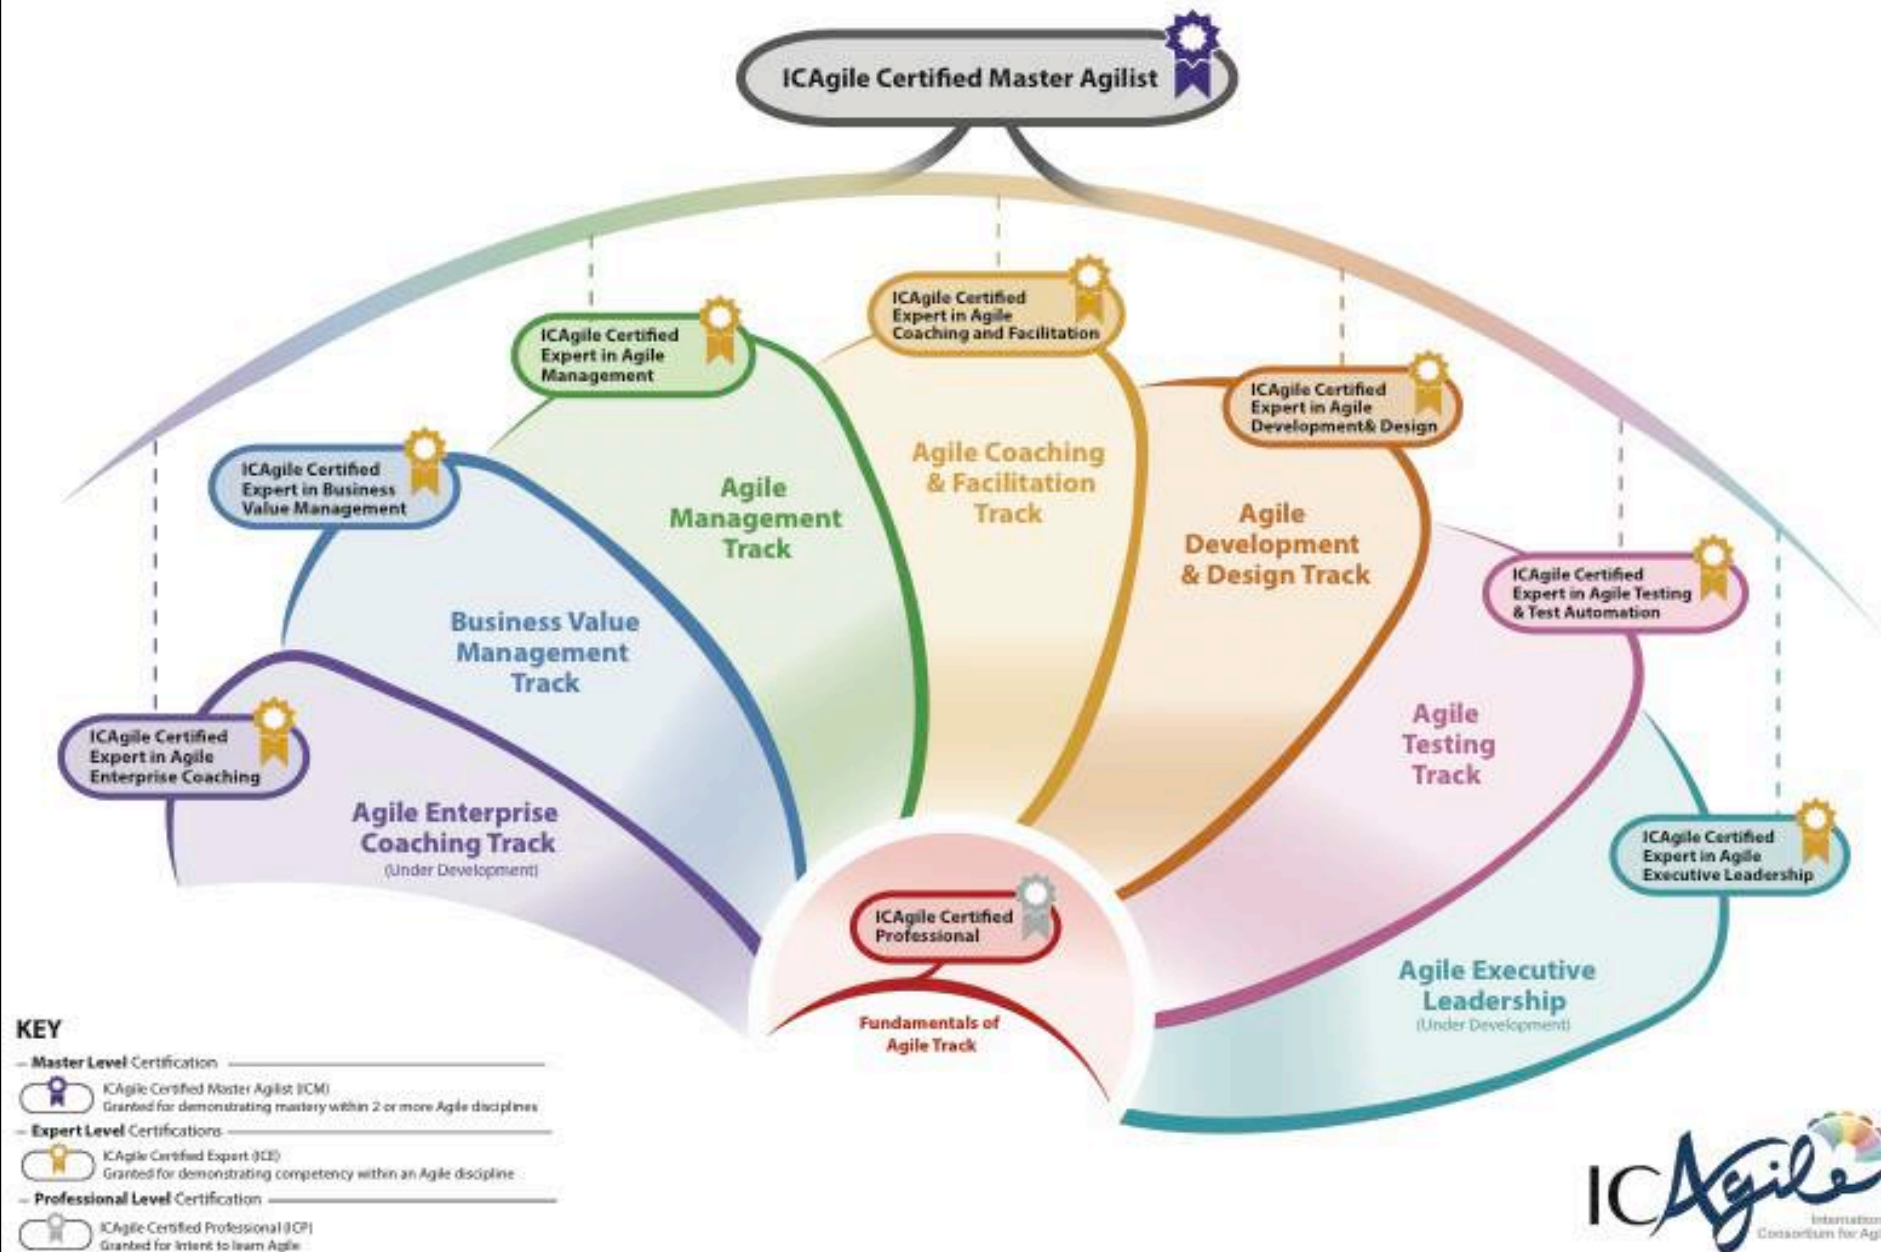 ICAgile Certified Master Agilist
ICAgile Certified
Expert in Agile
Coaching and Facilitation
ICAgile Certified
Expert in Agile
Management
ICAgile Certified
Expert in Agile
Development& Design
ICAgile Certified
Expert in Business
Value Management
Agile Coaching
& Facilitation
Track
Agile
Management
Track
Agile
Development
& Design Track
ICAgile Certified
Expert in Agile Testing
& Test Automation
Business Value
Management
Track
ICAgile Certified
Expert in Agile
Enterprise Coaching
Agile
Testing
Track
Agile Enterprise
Coaching Track
(Under Development)
ICAgile Certified
Expert in Agile
Executive Leadership
ICAgile Certified
Professional
Agile Executive
Leadership
(Under Development)
Fundamentals of
Agile Track
KEY
Master Level Certification
ICAgile Certified Master Agilist (ICM)
Granted for demonstrating mastery within 2 or more Agile disciplines
Expert Level Certifications
ICAgile Certified Expert (ICE)
Granted for demonstrating competency within an Agile discipline
Professional Level Certification
ICAgile Certified Professional (ICP)
Granted for Intent to learn Agile
ICAgile
Consortium for